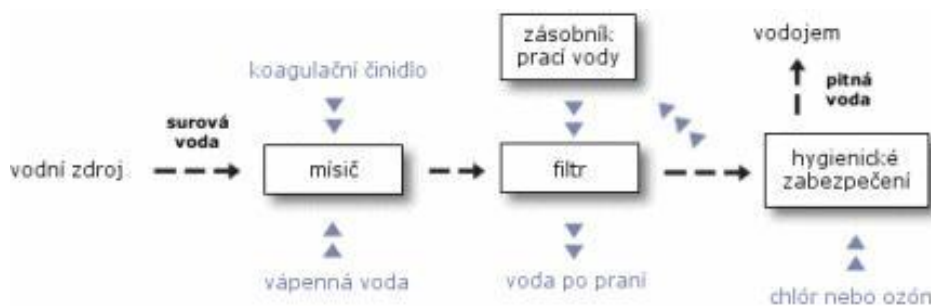 zásobník
prací vody
vodojem
koagulační činidlo
pitná
voda
surová
voda
vodní zdroj
mísič
filtr
hygienické
zabezpečení
vápenná voda
voda po praní
chlór nebo ozón